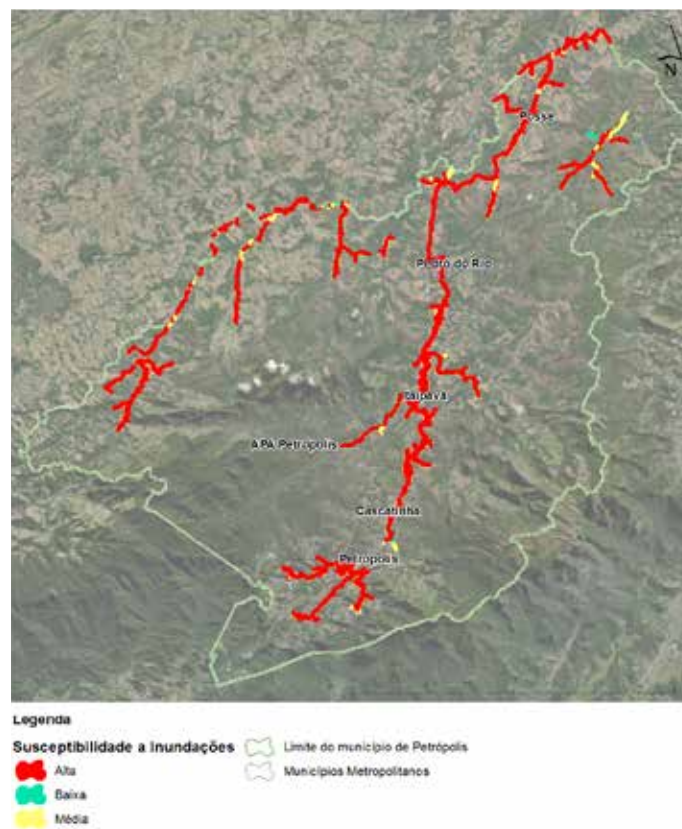 N
Posse
Pedro do Rio
Itaipava
APA Petrópolis
Cascatinha
Petrópolis
Legenda
Susceptibilidade a Inundações
Alta
Baixa
Média
Limite do município de Petrópolis
Municípios Metropolitanos